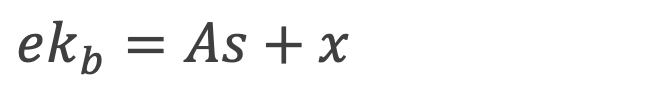 ek_b = As + x